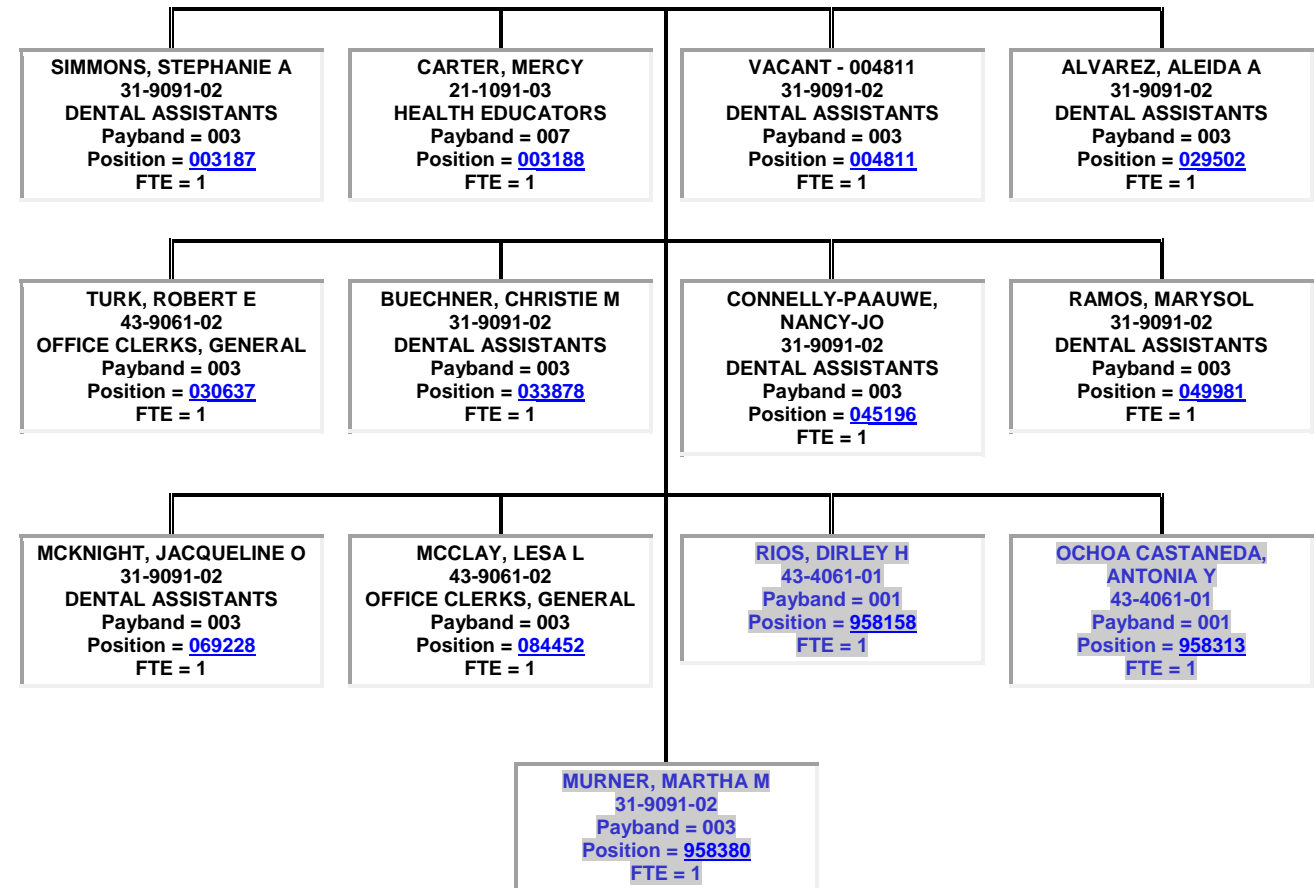 SIMMONS, STEPHANIE A
31-9091-02
DENTAL ASSISTANTS
Payband = 003
Position = 003187
FTE = 1
CARTER, MERCY
21-1091-03
HEALTH EDUCATORS
Payband = 007
Position = 003188
FTE = 1
VACANT - 004811
31-9091-02
DENTAL ASSISTANTS
Payband = 003
Position = 004811
FTE = 1
ALVAREZ, ALEIDA A
31-9091-02
DENTAL ASSISTANTS
Payband = 003
Position = 029502
FTE = 1
TURK, ROBERT E
43-9061-02
OFFICE CLERKS, GENERAL
Payband = 003
Position = 030637
FTE = 1
BUECHNER, CHRISTIE M
31-9091-02
DENTAL ASSISTANTS
Payband = 003
Position = 033878
FTE = 1
CONNELLY-PAAUWE,
NANCY-JO
31-9091-02
DENTAL ASSISTANTS
Payband = 003
Position = 045196
FTE = 1
RAMOS, MARYSOL
31-9091-02
DENTAL ASSISTANTS
Payband = 003
Position = 049981
FTE = 1
MCKNIGHT, JACQUELINE O
31-9091-02
DENTAL ASSISTANTS
Payband = 003
Position = 069228
FTE = 1
MCCLAY, LESA L
43-9061-02
OFFICE CLERKS, GENERAL
Payband = 003
Position = 084452
FTE = 1
RIOS, DIRLEY H
43-4061-01
Payband = 001
Position = 958158
FTE = 1
OCHOA CASTANEDA,
ANTONIA Y
43-4061-01
Payband = 001
Position = 958313
FTE = 1
MURNER, MARTHA M
31-9091-02
Payband = 003
Position = 958380
FTE = 1